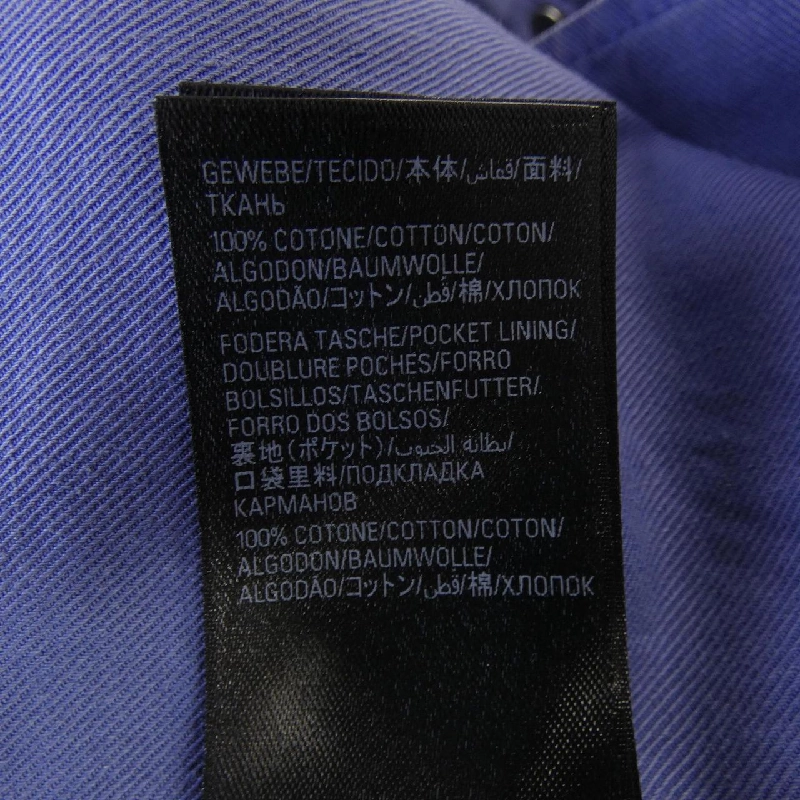 GEWEBE/TECIDO/本体/قماش/面料/
ТКАНЬ
100% COTONE/COTTON/COTON/
ALGODON/BAUMWOLLE/
ALGODÃO/コットン/قطن/棉/ХЛОПОК
FODERA TASCHE/POCKET LINING/
DOUBLURE POCHES/FORRO
BOLSILLOS/TASCHENFUTTER/
FORRO DOS BOLSOS/
裏地(ポケット)/بطانة الجيوب/
口袋里料/ПОДКЛАДКА
КАРМАНОВ
100% COTONE/COTTON/COTON/
ALGODON/BAUMWOLLE/
ALGODÃO/コットン/قطن/棉/ХЛОПОК